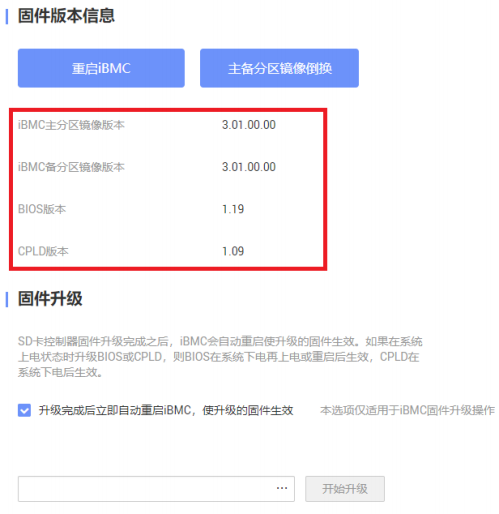 固件版本信息
重启iBMC 主备分区镜像倒换
iBMC主分区镜像版本 3.01.00.00
iBMC备分区镜像版本 3.01.00.00
BIOS版本 1.19
CPLD版本 1.09
固件升级
SD卡控制器固件升级完成之后，iBMC会自动重启使升级的固件生效。如果在系统
上电状态时升级BIOS或CPLD，则BIOS在系统下电再上电或重启后生效，CPLD在
系统下电后生效。
升级完成后立即自动重启iBMC，使升级的固件生效 本选项仅适用于iBMC固件升级操作
... 开始升级